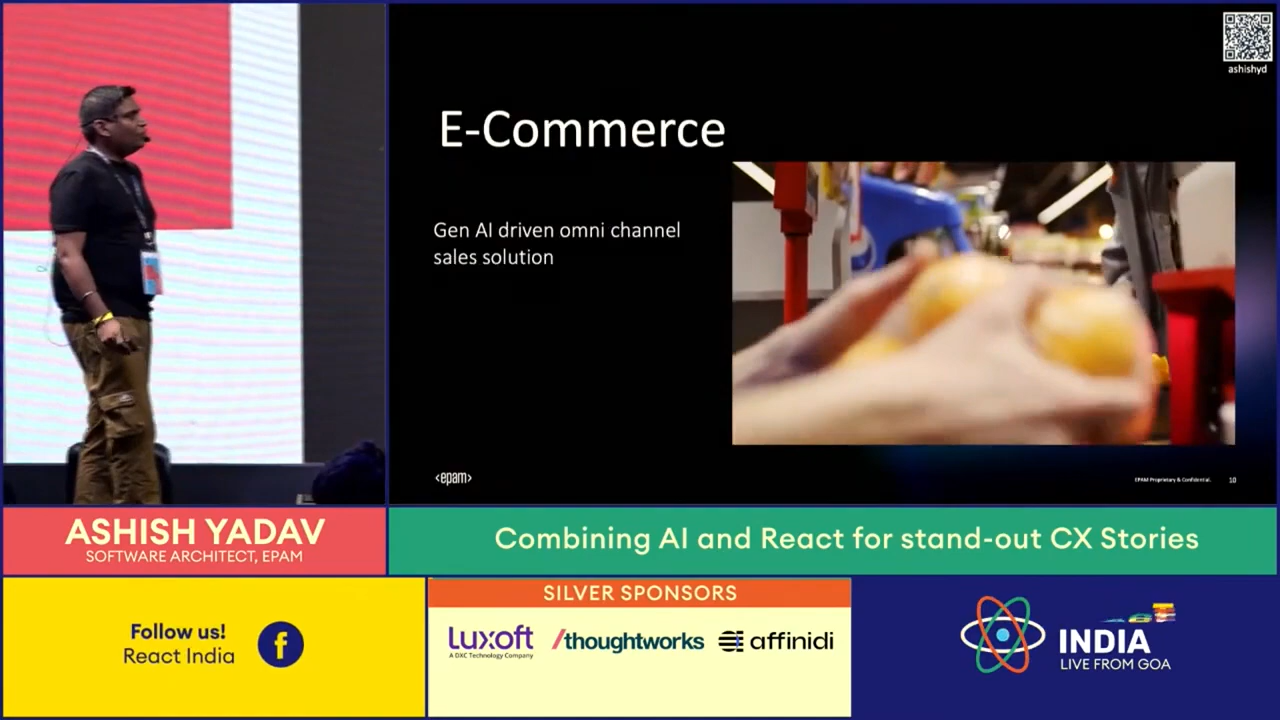 ashishyd
E-Commerce
Gen AI driven omni channel
sales solution
<epam>
EPAM Proprietary & Confidential.
10
ASHISH YADAV
SOFTWARE ARCHITECT, EPAM
Combining AI and React for stand-out CX Stories
Follow us!
React India
SILVER SPONSORS
Luxoft
A DXC Technology Company
/thoughtworks
affinidi
INDIA
LIVE FROM GOA